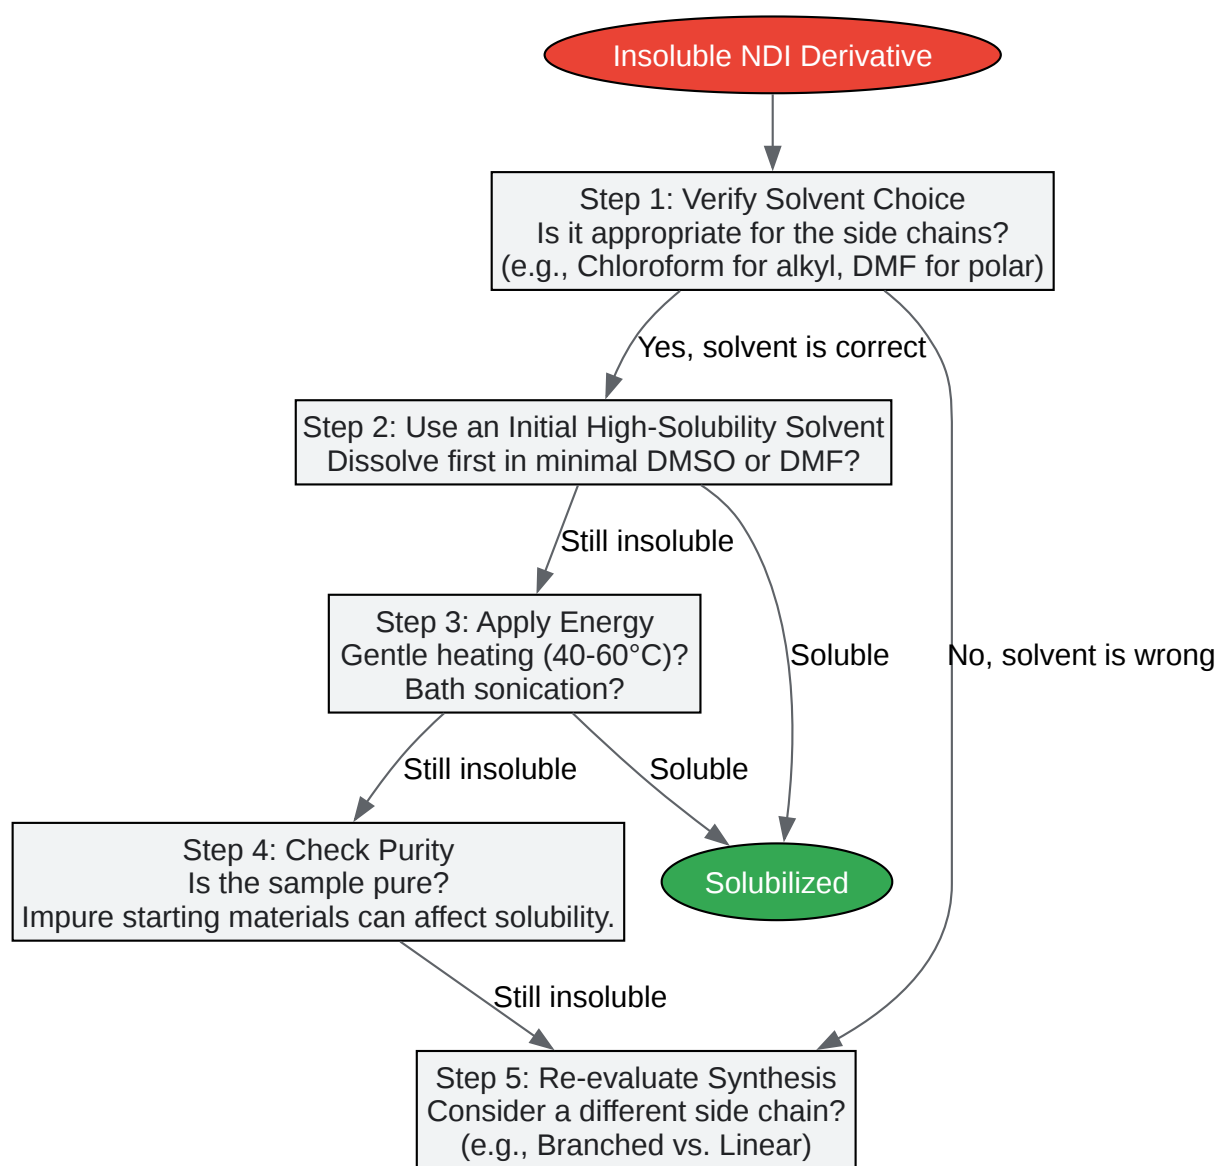 Insoluble NDI Derivative
Step 1: Verify Solvent Choice
Is it appropriate for the side chains?
(e.g., Chloroform for alkyl, DMF for polar)
Yes, solvent is correct
Step 2: Use an Initial High-Solubility Solvent
Dissolve first in minimal DMSO or DMF?
Still insoluble
Step 3: Apply Energy
Gentle heating (40-60°C)?
Bath sonication?
Soluble
No, solvent is wrong
Still insoluble
Soluble
Step 4: Check Purity
Is the sample pure?
Impure starting materials can affect solubility.
Solubilized
Still insoluble
Step 5: Re-evaluate Synthesis
Consider a different side chain?
(e.g., Branched vs. Linear)